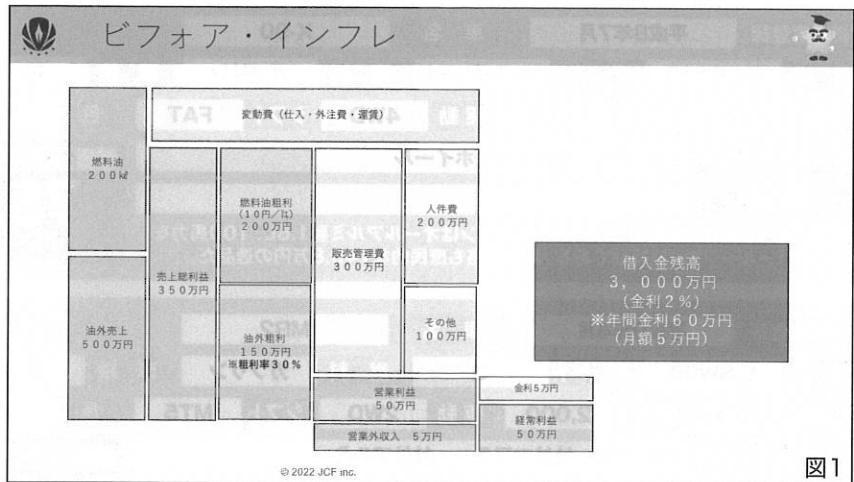 ビフォア・インフレ
変動費（仕入・外注費・運賃）
燃料油
２００㎘
油外売上
５００万円
売上総利益
３５０万円
燃料油粗利
（10円／㍑）
２００万円
油外粗利
１５０万円
※粗利率３０％
販売管理費
３００万円
人件費
２００万円
その他
１００万円
営業利益
５０万円
営業外収入　５万円
金利５万円
経常利益
５０万円
借入金残高
３，０００万円
（金利２％）
※年間金利６０万円
（月額５万円）
© 2022 JCF inc.
図1